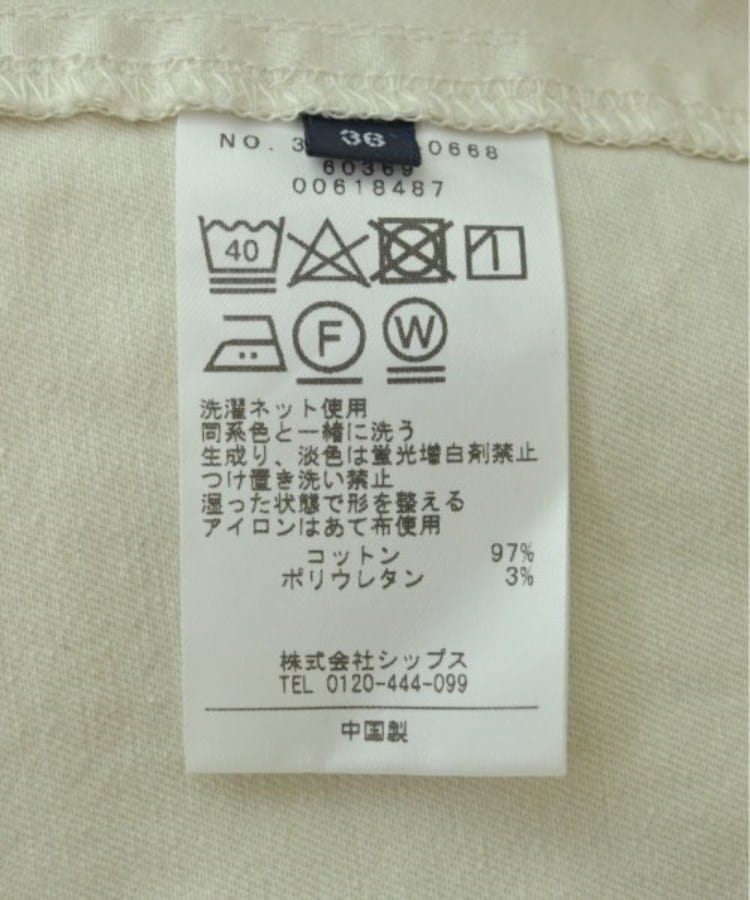 36
NO. 3 -0668
60369
00618487
40
F
W
洗濯ネット使用
同系色と一緒に洗う
生成り、淡色は蛍光増白剤禁止
つけ置き洗い禁止
湿った状態で形を整える
アイロンはあて布使用
コットン 97%
ポリウレタン 3%
株式会社シップス
TEL 0120-444-099
中国製